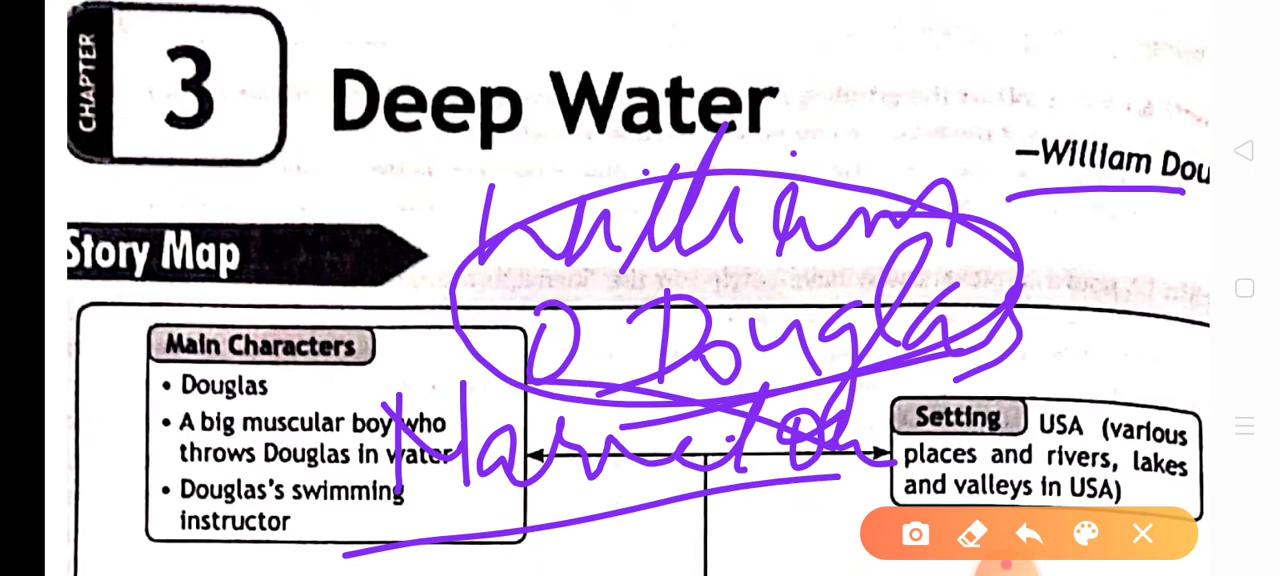 CHAPTER
3
Deep Water
—William Dou
William
O Douglas
Narrator
Story Map
Main Characters
• Douglas
• A big muscular boy who
throws Douglas in water
• Douglas's swimming
instructor
Setting USA (various
places and rivers, lakes
and valleys in USA)